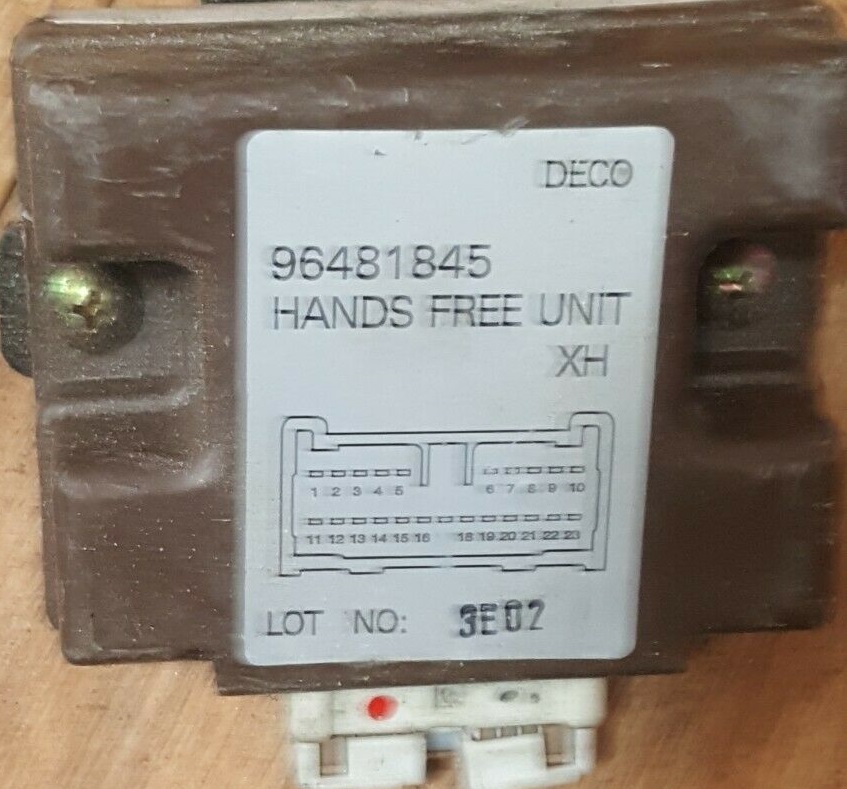 DECO
96481845
HANDS FREE UNIT
XH
1 2 3 4 5 6 7 8 9 10
11 12 13 14 15 16 18 19 20 21 22 23
LOT NO: 3E02